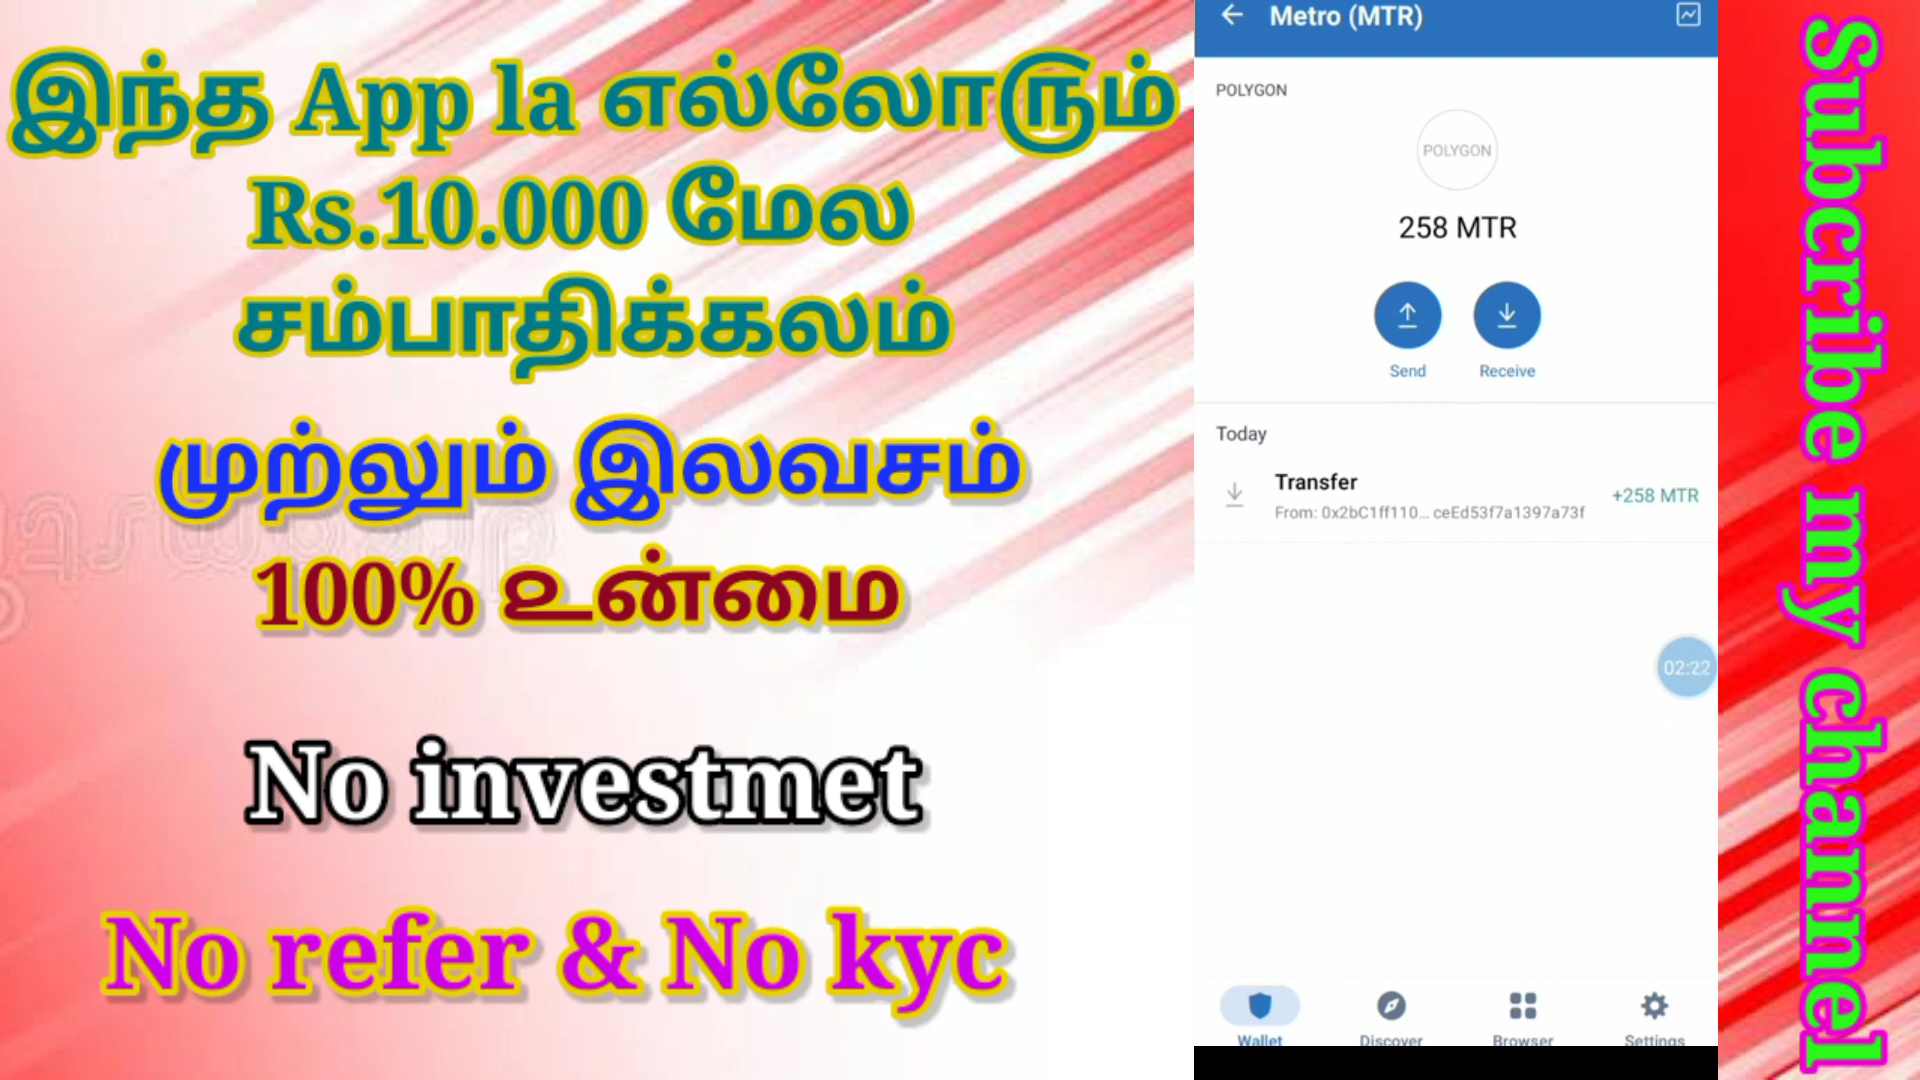 இந்த App la எல்லோரும்
Rs.10.000 மேல
சம்பாதிக்கலம்
முற்லும் இலவசம்
100% உன்மை
No investmet
No refer & No kyc
Metro (MTR)
POLYGON
POLYGON
258 MTR
Send
Receive
Today
Transfer
+258 MTR
From: 0x2bC1ff110... ceEd53f7a1397a73f
02:22
Wallet
Discover
Browser
Settings
Subcribe my channel